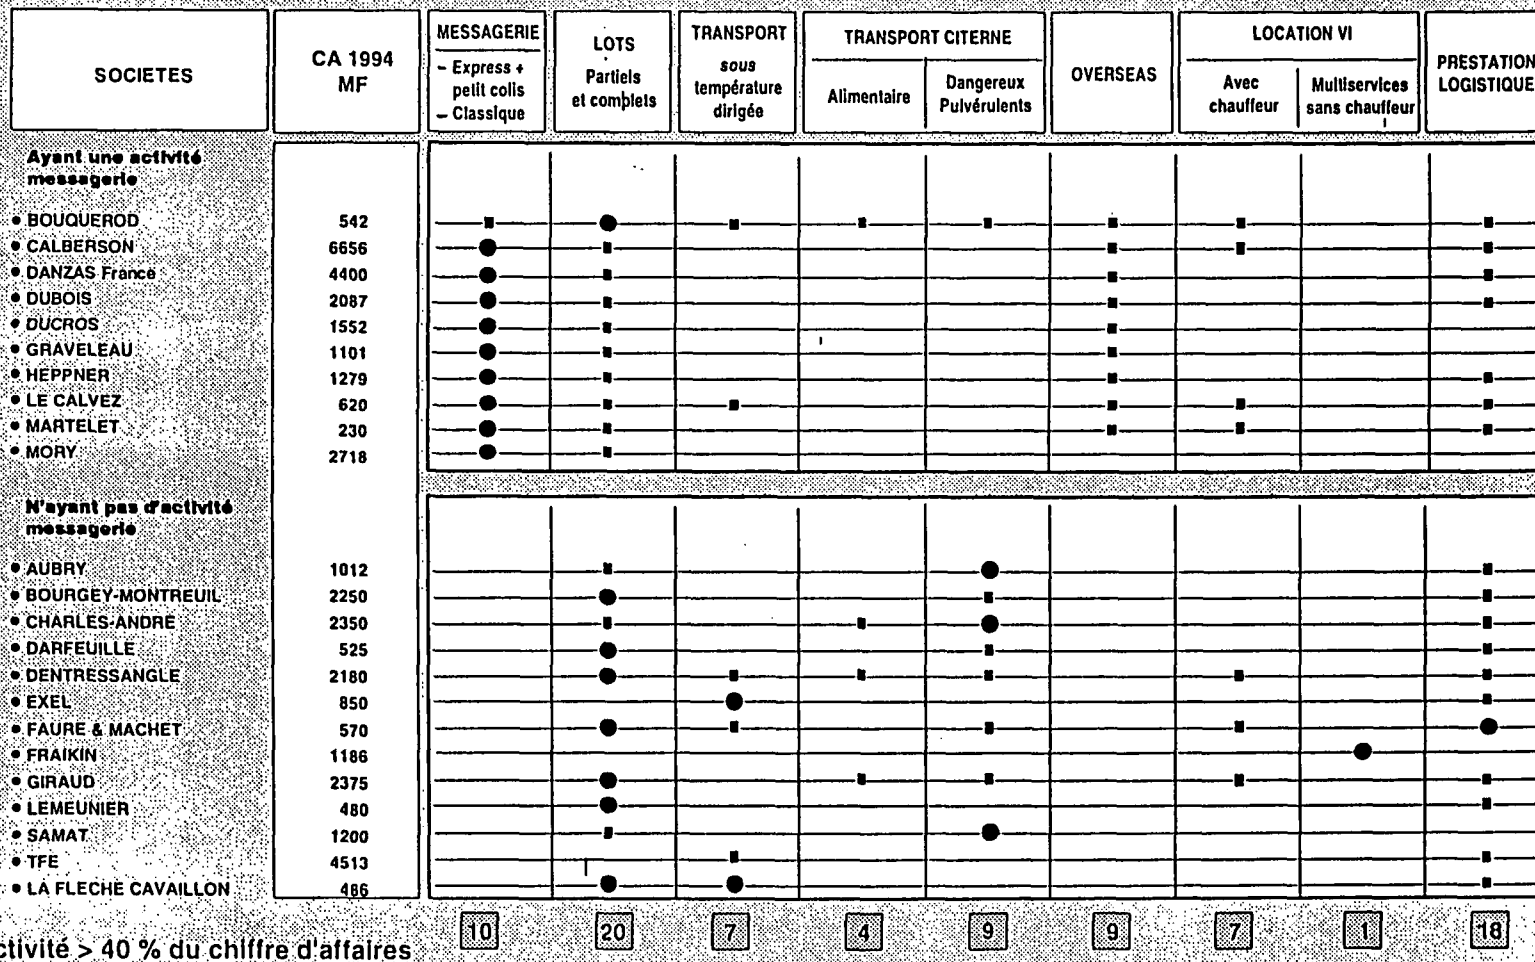 SOCIETES
CA 1994
MF
MESSAGERIE
– Express +
petit colis
– Classique
LOTS
Partiels
et complets
TRANSPORT
sous
température
dirigée
TRANSPORT CITERNE
Alimentaire
Dangereux
Pulvérulents
OVERSEAS
LOCATION VI
Avec
chauffeur
Multiservices
sans chauffeur
PRESTATION
LOGISTIQUE
Ayant une activité
messagerie
• BOUQUEROD 542
• CALBERSON 6656
• DANZAS France 4400
• DUBOIS 2087
• DUCROS 1552
• GRAVELEAU 1101
• HEPPNER 1279
• LE CALVEZ 620
• MARTELET 230
• MORY 2718
N'ayant pas d'activité
messagerie
• AUBRY 1012
• BOURGEY-MONTREUIL 2250
• CHARLES-ANDRE 2350
• DARFEUILLE 525
• DENTRESSANGLE 2180
• EXEL 850
• FAURE & MACHET 570
• FRAIKIN 1186
• GIRAUD 2375
• LEMEUNIER 480
• SAMAT 1200
• TFE 4513
• LA FLECHE CAVAILLON 466
10 20 7 4 9 9 7 1 18
ctivité > 40 % du chiffre d'affaires